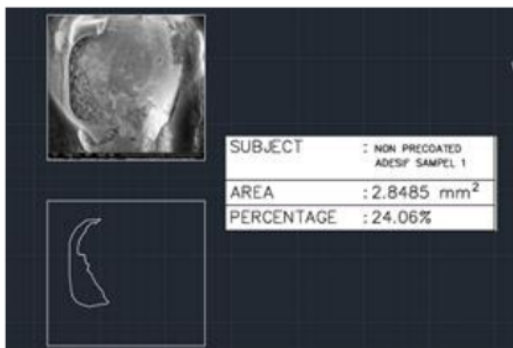 SUBJECT : NON PRECOATED
ADESIF SAMPEL 1
AREA : 2.8485 mm²
PERCENTAGE : 24.06%